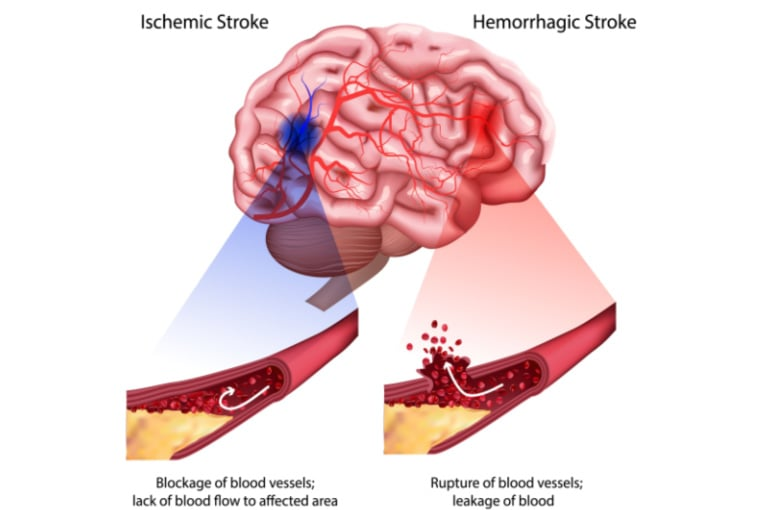 Ischemic Stroke
Hemorrhagic Stroke
Blockage of blood vessels;
lack of blood flow to affected area
Rupture of blood vessels;
leakage of blood